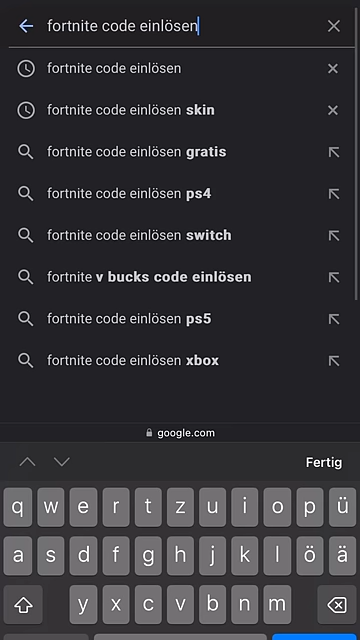 fortnite code einlösen
fortnite code einlösen
fortnite code einlösen skin
fortnite code einlösen gratis
fortnite code einlösen ps4
fortnite code einlösen switch
fortnite v bucks code einlösen
fortnite code einlösen ps5
fortnite code einlösen xbox
google.com
Fertig
q w e r t z u i o p ü
a s d f g h j k l ö ä
y x c v b n m